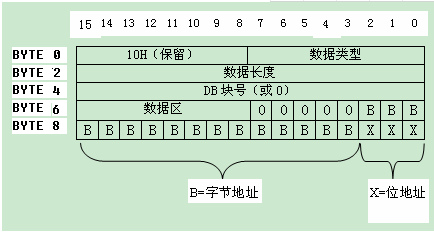 15 14 13 12 11 10 9 8 7 6 5 4 3 2 1 0
BYTE 0 10H（保留） 数据类型
BYTE 2 数据长度
BYTE 4 DB 块号（或 0）
BYTE 6 数据区 0 0 0 0 0 B B B
BYTE 8 B B B B B B B B B B B B B X X X
B=字节地址 X=位地址